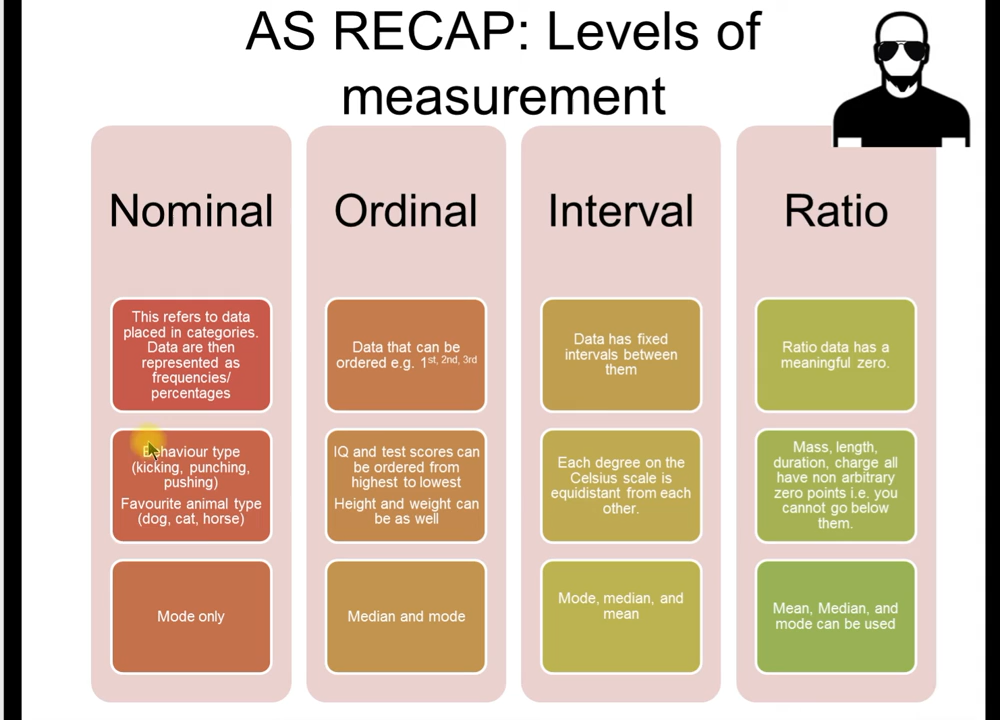 AS RECAP: Levels of
measurement
Nominal
This refers to data
placed in categories.
Data are then
represented as
frequencies/
percentages
Behaviour type
(kicking, punching,
pushing)
Favourite animal type
(dog, cat, horse)
Mode only
Ordinal
Data that can be
ordered e.g. 1st, 2nd, 3rd
IQ and test scores can
be ordered from
highest to lowest
Height and weight can
be as well
Median and mode
Interval
Data has fixed
intervals between
them
Each degree on the
Celsius scale is
equidistant from each
other.
Mode, median, and
mean
Ratio
Ratio data has a
meaningful zero.
Mass, length,
duration, charge all
have non arbitrary
zero points i.e. you
cannot go below
them.
Mean, Median, and
mode can be used